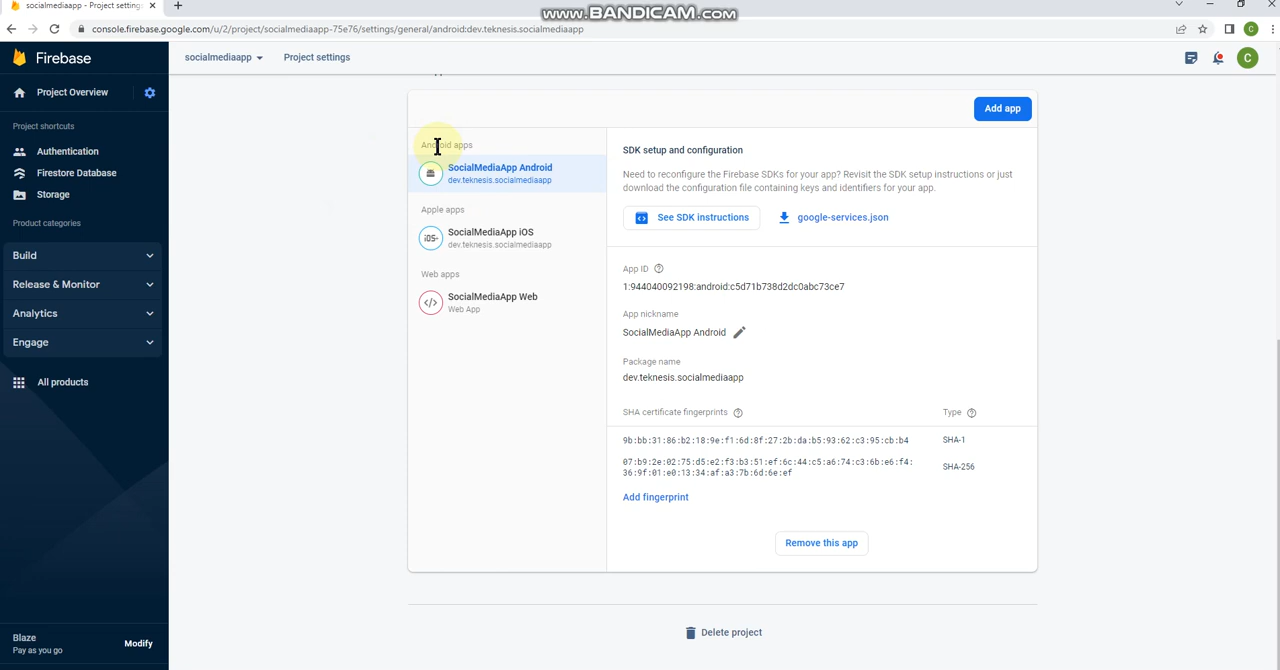 socialmediaapp - Project settings
www.BANDICAM.com
console.firebase.google.com/u/2/project/socialmediaapp-75e76/settings/general/android:dev.teknesis.socialmediaapp
C
Firebase
socialmediaapp
Project settings
C
Project Overview
Project shortcuts
Authentication
Firestore Database
Storage
Product categories
Build
Release & Monitor
Analytics
Engage
All products
Blaze
Pay as you go
Modify
Add app
Android apps
SocialMediaApp Android
dev.teknesis.socialmediaapp
Apple apps
iOS+
SocialMediaApp iOS
dev.teknesis.socialmediaapp
Web apps
SocialMediaApp Web
Web App
SDK setup and configuration
Need to reconfigure the Firebase SDKs for your app? Revisit the SDK setup instructions or just
download the configuration file containing keys and identifiers for your app.
See SDK instructions
google-services.json
App ID
1:944040092198:android:c5d71b738d2dc0abc73ce7
App nickname
SocialMediaApp Android
Package name
dev.teknesis.socialmediaapp
SHA certificate fingerprints
Type
9b:bb:31:86:b2:18:9e:f1:6d:8f:27:2b:da:b5:93:62:c3:95:cb:b4
SHA-1
07:b9:2e:02:75:d5:e2:f3:b3:51:ef:6c:44:c5:a6:74:c3:6b:e6:f4:
36:9f:01:e0:13:34:af:a3:7b:6d:6e:ef
SHA-256
Add fingerprint
Remove this app
Delete project